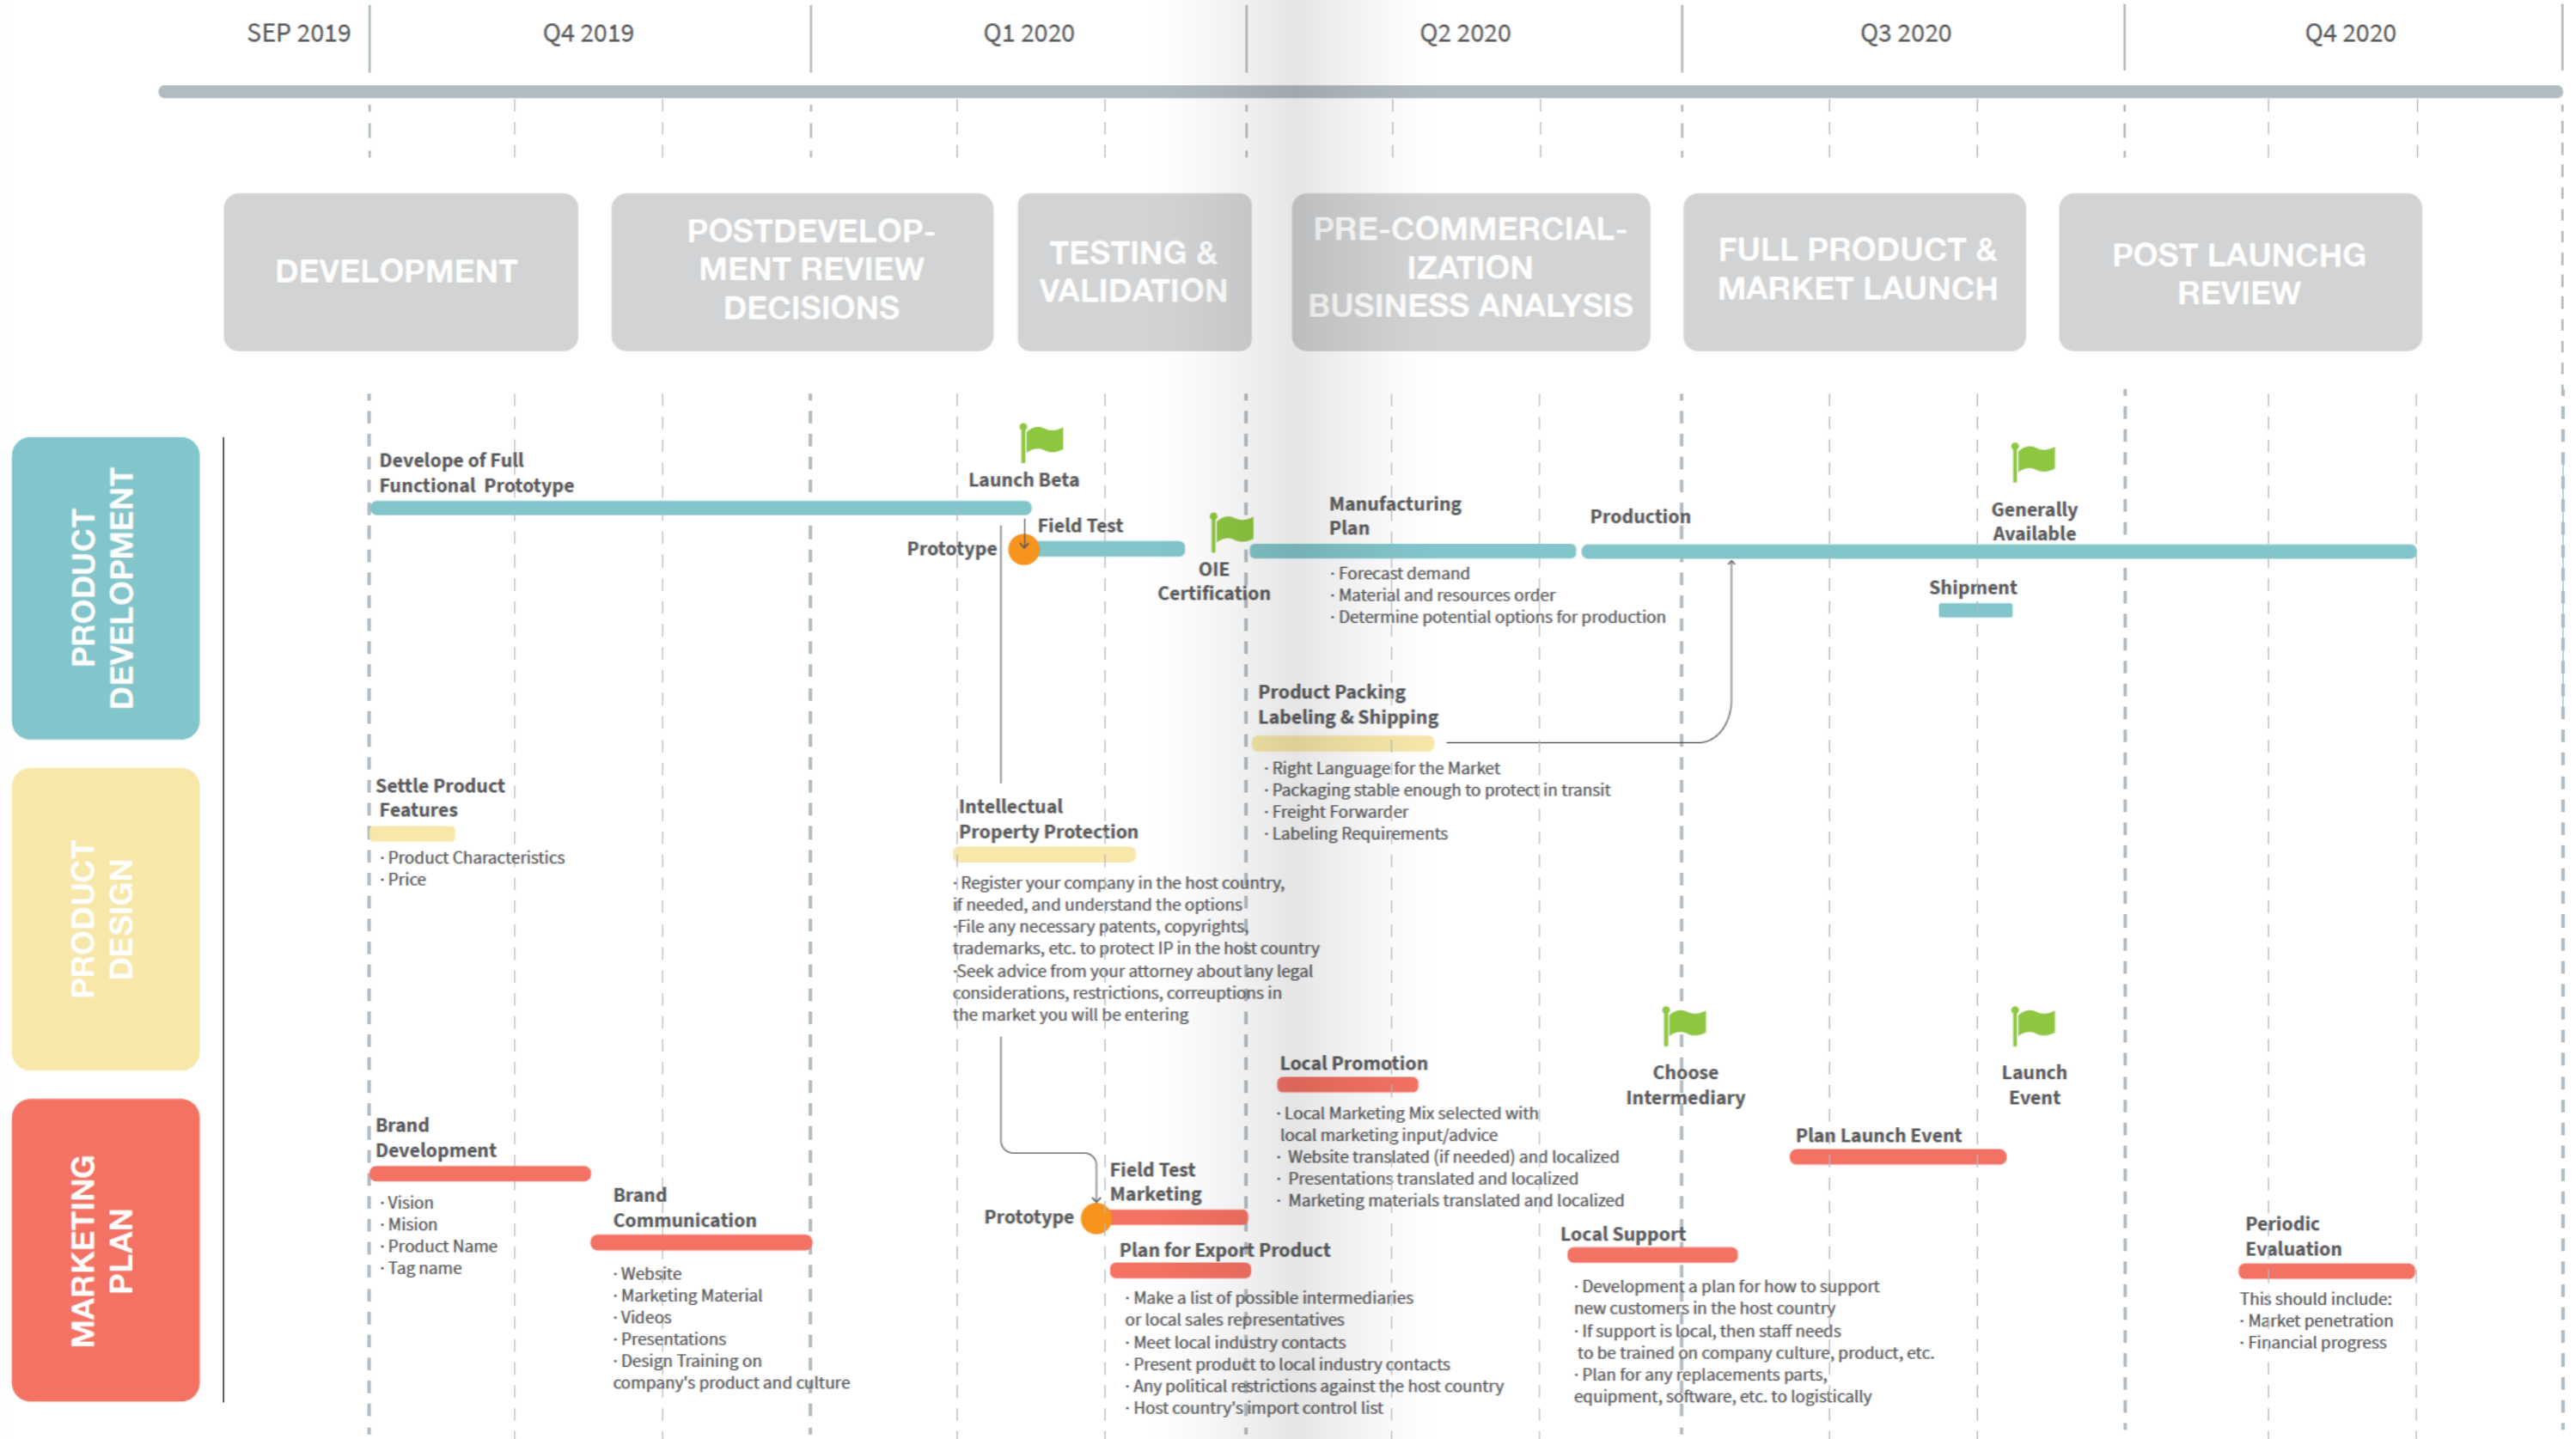 SEP 2019
Q4 2019
Q1 2020
Q2 2020
Q3 2020
Q4 2020
DEVELOPMENT
POSTDEVELOP-
MENT REVIEW
DECISIONS
TESTING &
VALIDATION
PRE-COMMERCIAL-
IZATION
BUSINESS ANALYSIS
FULL PRODUCT &
MARKET LAUNCH
POST LAUNCHG
REVIEW
PRODUCT
DEVELOPMENT
Develope of Full
Functional Prototype
Launch Beta
Prototype
Field Test
OIE
Certification
Manufacturing
Plan
· Forecast demand
· Material and resources order
· Determine potential options for production
Production
Generally
Available
Shipment
PRODUCT
DESIGN
Settle Product
Features
· Product Characteristics
· Price
Intellectual
Property Protection
· Register your company in the host country,
if needed, and understand the options
·File any necessary patents, copyrights,
trademarks, etc. to protect IP in the host country
·Seek advice from your attorney about any legal
considerations, restrictions, correuptions in
the market you will be entering
Product Packing
Labeling & Shipping
· Right Language for the Market
· Packaging stable enough to protect in transit
· Freight Forwarder
· Labeling Requirements
MARKETING
PLAN
Brand
Development
· Vision
· Mision
· Product Name
· Tag name
Brand
Communication
· Website
· Marketing Material
· Videos
· Presentations
· Design Training on
company's product and culture
Prototype
Field Test
Marketing
Plan for Export Product
· Make a list of possible intermediaries
or local sales representatives
· Meet local industry contacts
· Present product to local industry contacts
· Any political restrictions against the host country
· Host country's import control list
Local Promotion
· Local Marketing Mix selected with
local marketing input/advice
· Website translated (if needed) and localized
· Presentations translated and localized
· Marketing materials translated and localized
Choose
Intermediary
Local Support
· Development a plan for how to support
new customers in the host country
· If support is local, then staff needs
to be trained on company culture, product, etc.
· Plan for any replacements parts,
equipment, software, etc. to logistically
Launch
Event
Plan Launch Event
Periodic
Evaluation
This should include:
· Market penetration
· Financial progress